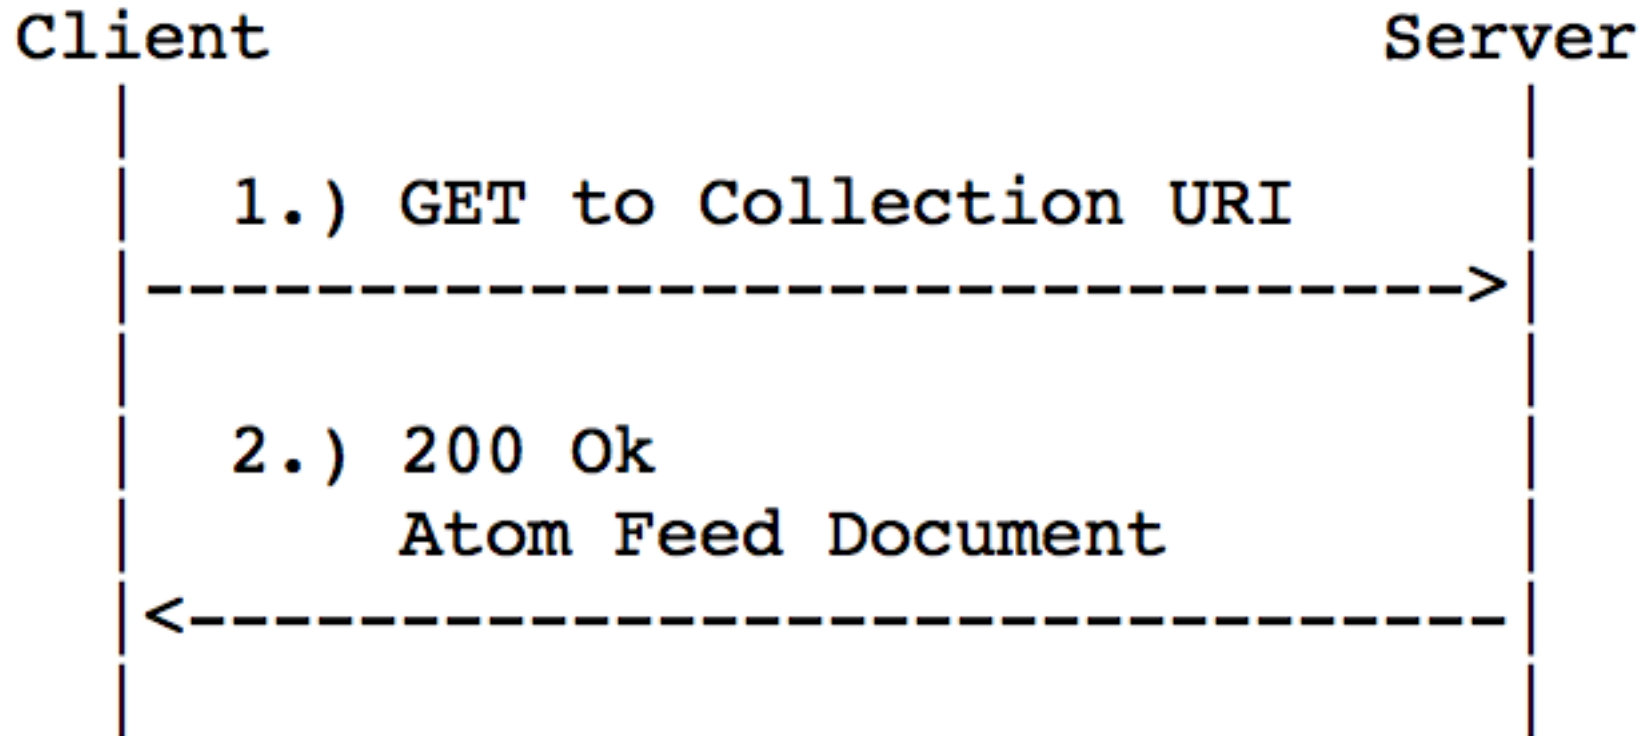 Client Server
1.) GET to Collection URI
2.) 200 Ok
Atom Feed Document